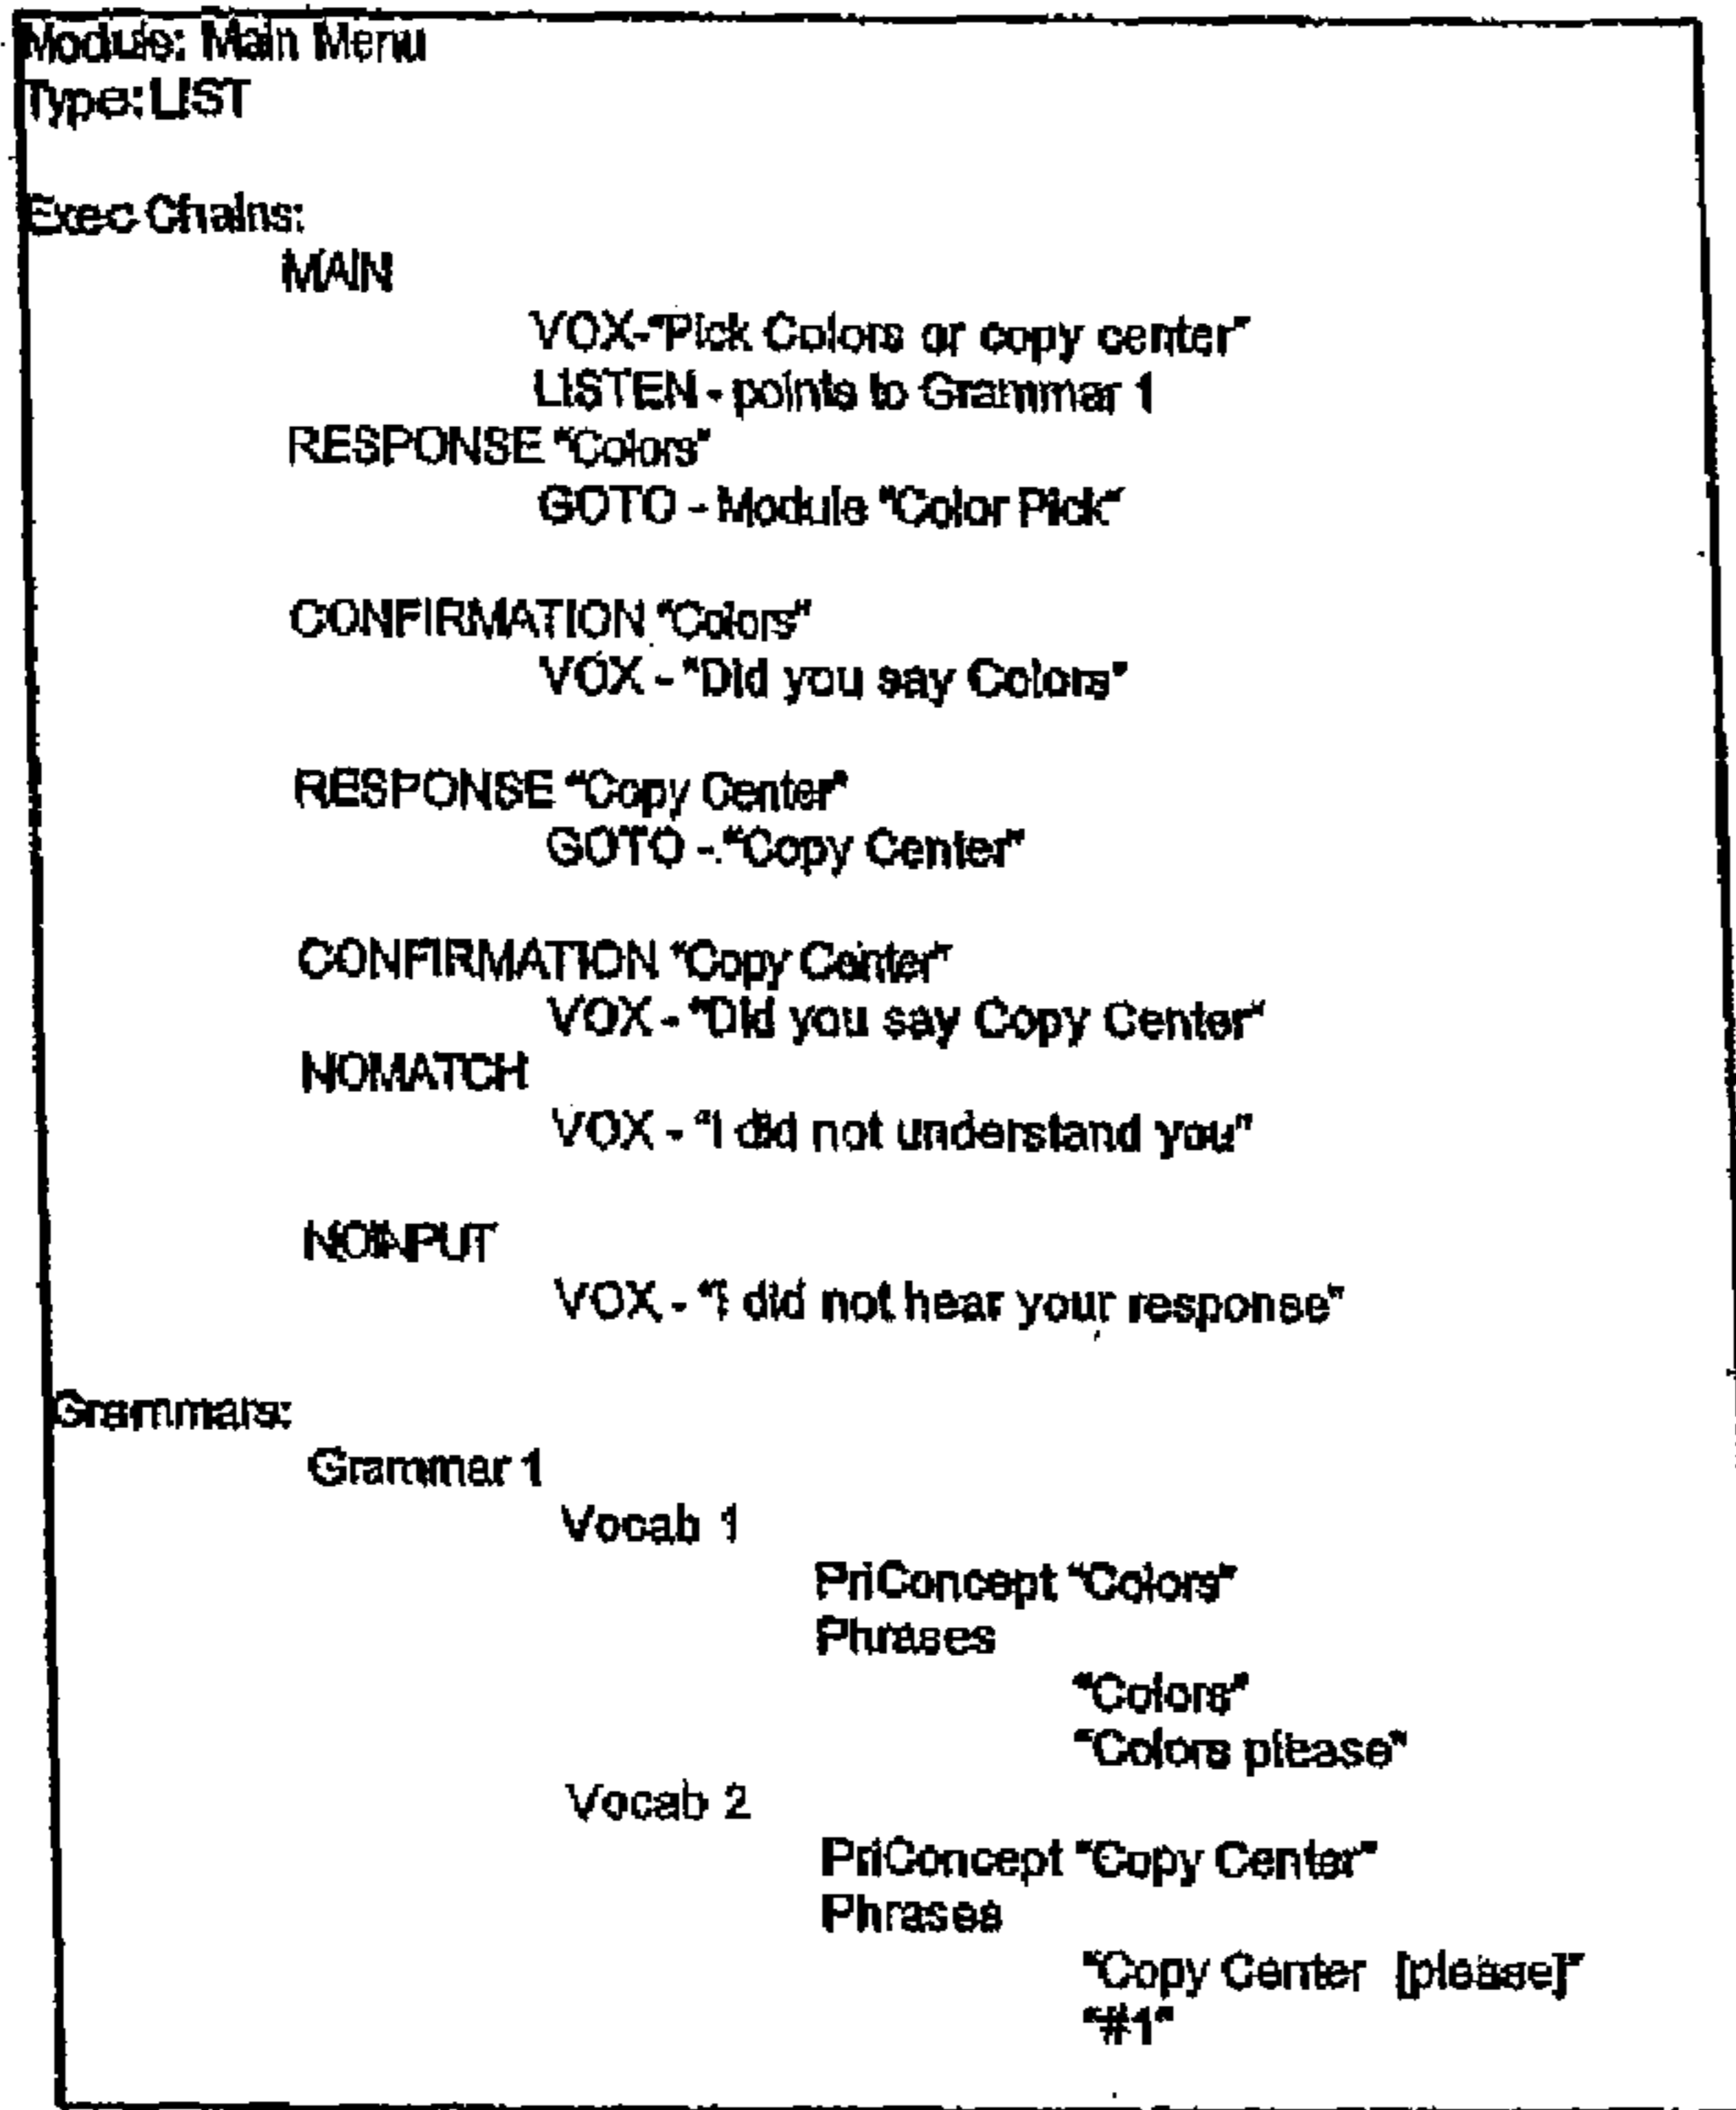 Module: Main Menu
Type: LIST
Exec Chains:
MAIN
VOX-"Pick Colors or copy center"
LISTEN - points to Grammar 1
RESPONSE "Colors"
GOTO - Module "Color Pick"
CONFIRMATION "Colors"
VOX - "Did you say Colors"
RESPONSE "Copy Center"
GOTO - "Copy Center"
CONFIRMATION "Copy Center"
VOX - "Did you say Copy Center"
NOMATCH
VOX - "I did not understand you"
NOINPUT
VOX - "I did not hear your response"
Grammars:
Grammar 1
Vocab 1
PriConcept "Colors"
Phrases
"Colors"
"Colors please"
Vocab 2
PriConcept "Copy Center"
Phrases
"Copy Center [please]"
"#1"